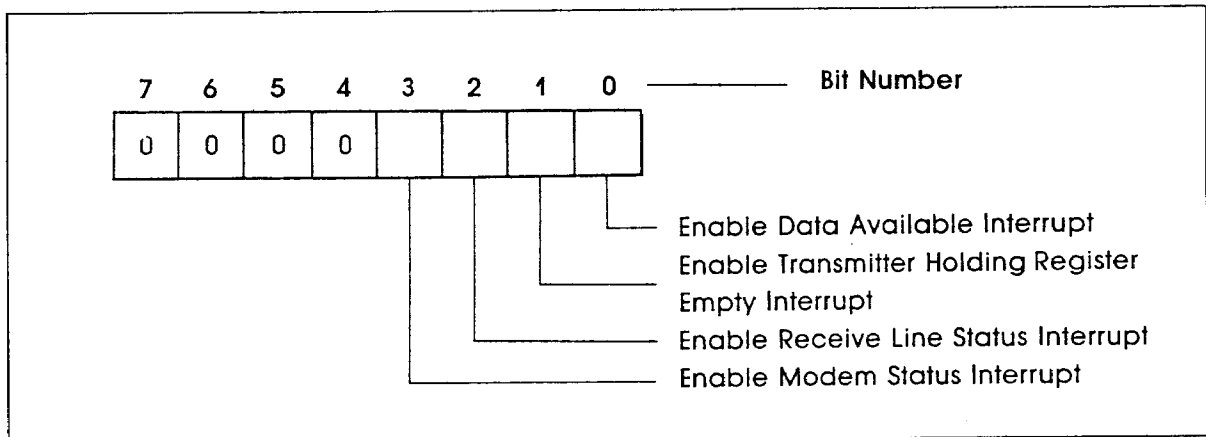 7 6 5 4 3 2 1 0 Bit Number
0 0 0 0
Enable Data Available Interrupt
Enable Transmitter Holding Register
Empty Interrupt
Enable Receive Line Status Interrupt
Enable Modem Status Interrupt